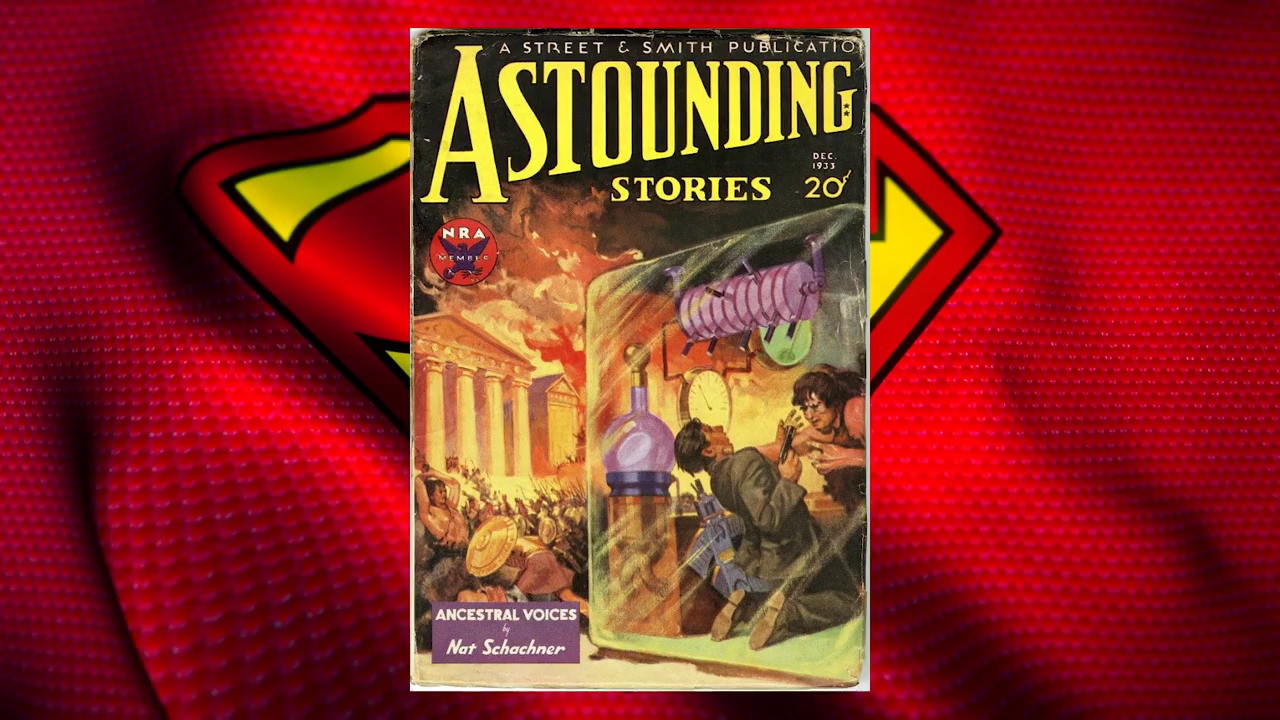 A STREET & SMITH PUBLICATIO
ASTOUNDING
STORIES
DEC.
1933
20¢
NRA
MEMBER
ANCESTRAL VOICES
by
Nat Schachner